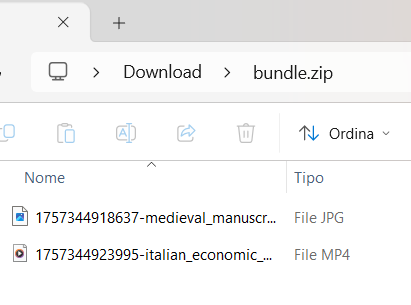 Download
bundle.zip
Ordina
Nome
Tipo
1757344918637-medieval_manuscr...
File JPG
1757344923995-italian_economic_...
File MP4